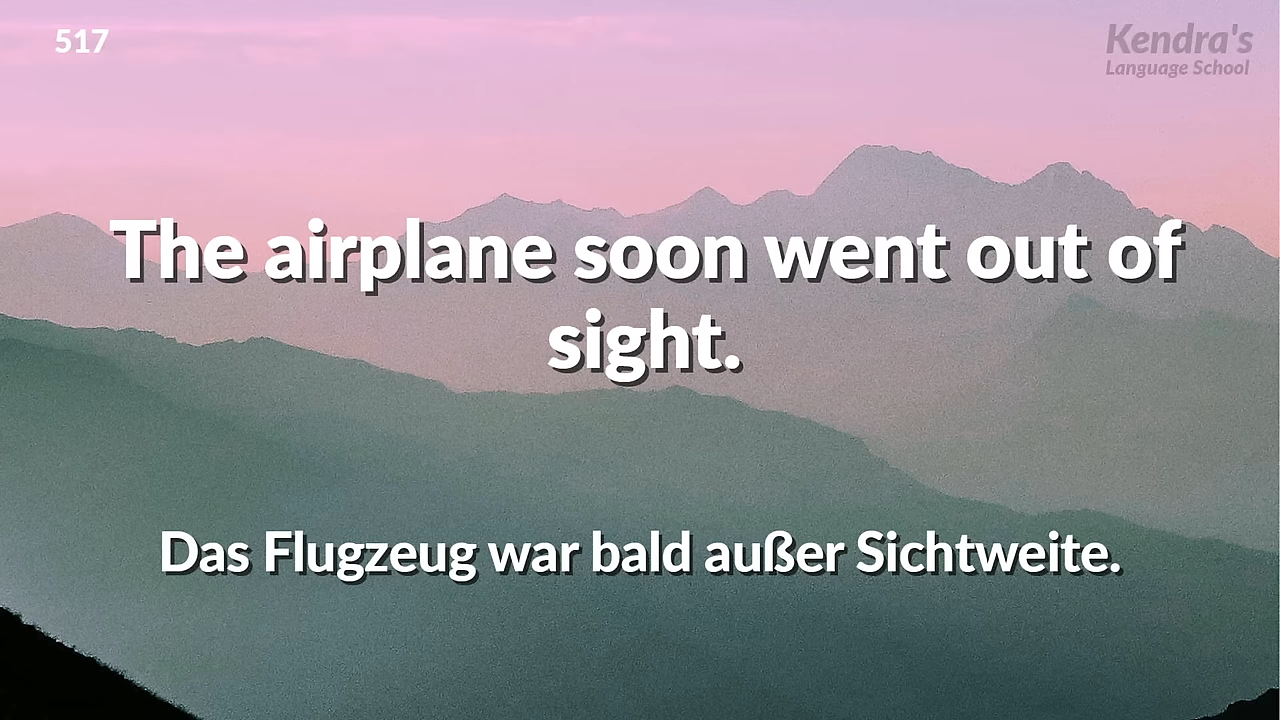 517
Kendra's
Language School
The airplane soon went out of
sight.
Das Flugzeug war bald außer Sichtweite.